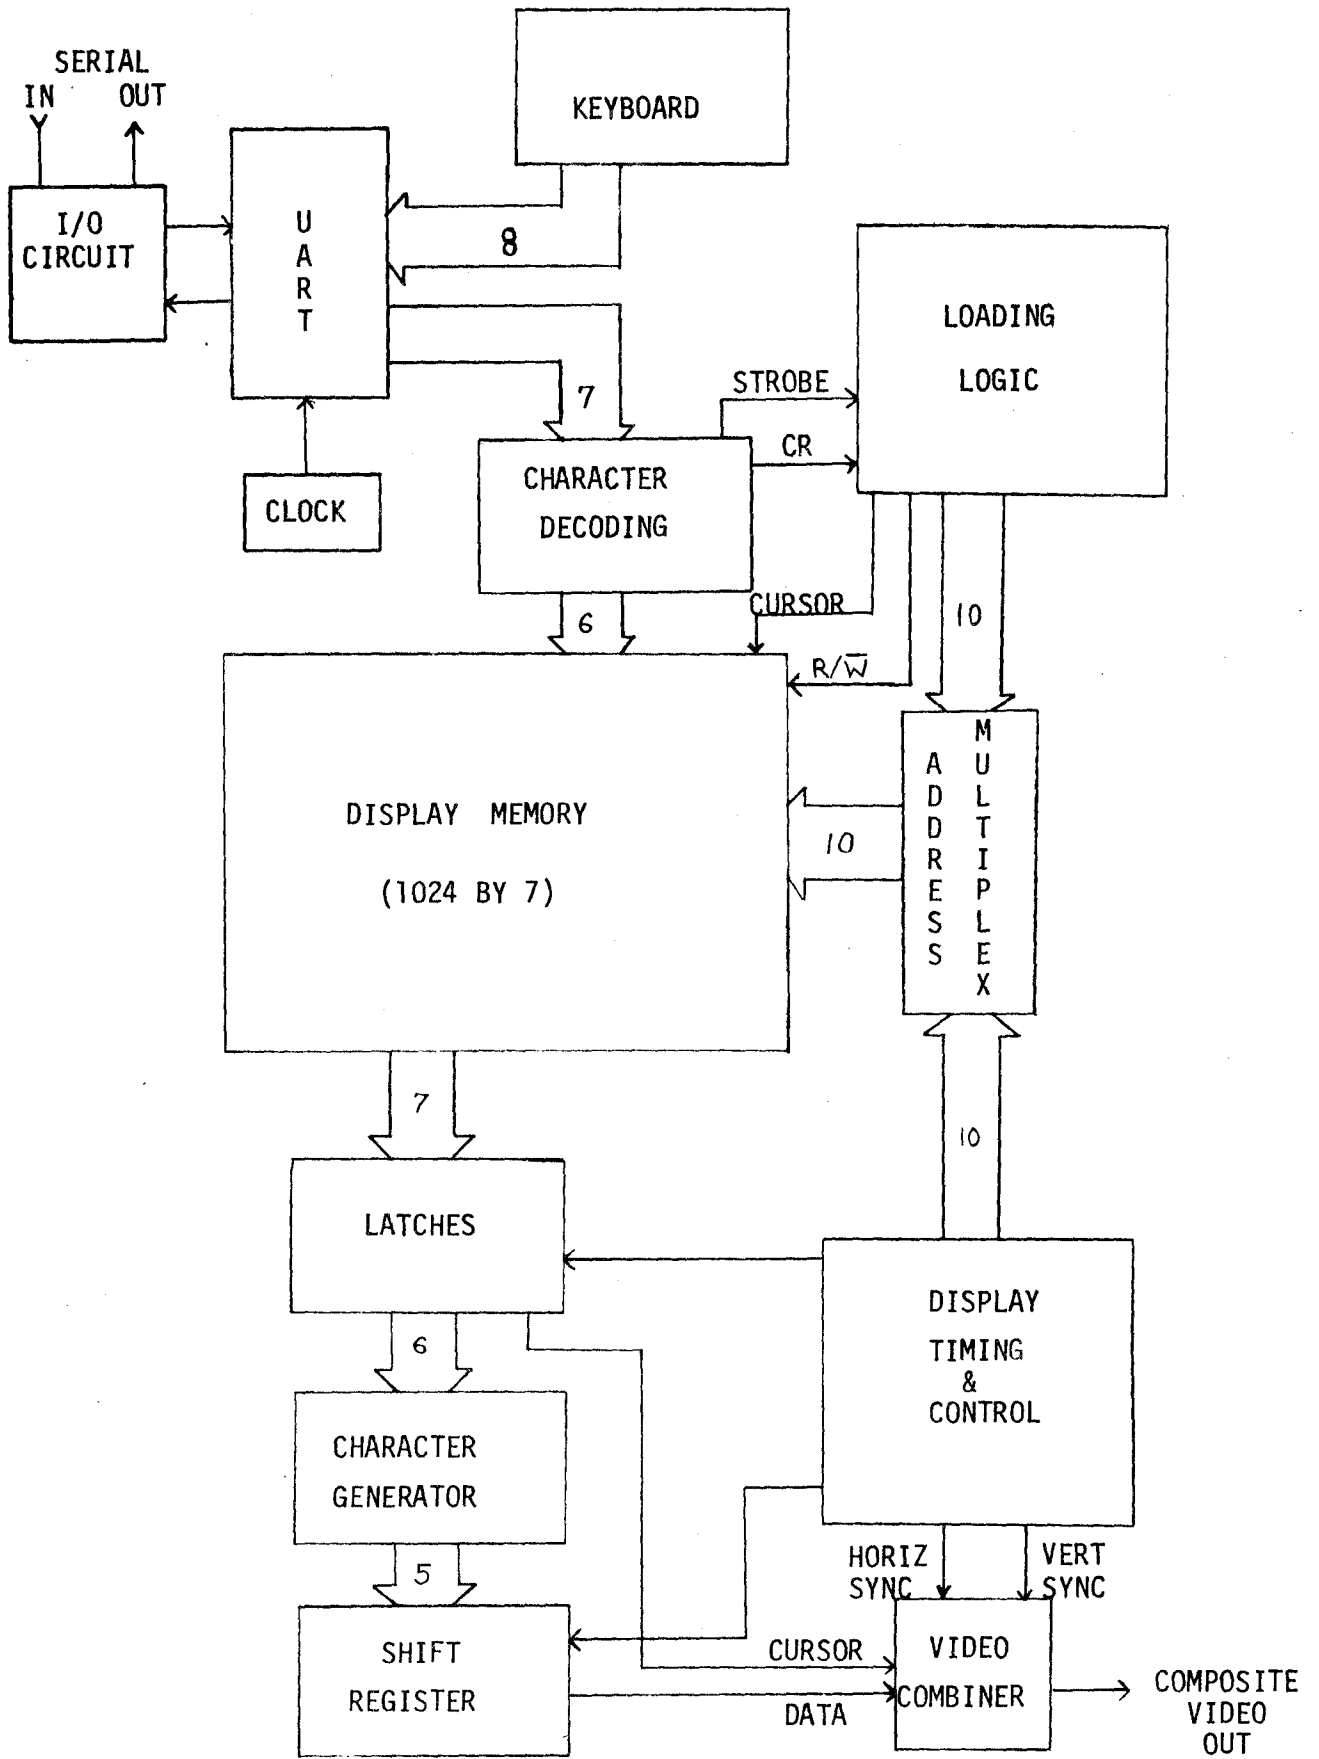 SERIAL
IN OUT
KEYBOARD
I/O
CIRCUIT
UART
8
LOADING
LOGIC
7
STROBE
CR
CLOCK
CHARACTER
DECODING
CURSOR
10
6
R/W̅
ADDRESS
MULTIPLEX
DISPLAY MEMORY
(1024 BY 7)
10
7
10
LATCHES
DISPLAY
TIMING
&
CONTROL
6
CHARACTER
GENERATOR
5
HORIZ
SYNC
VERT
SYNC
SHIFT
REGISTER
CURSOR
DATA
VIDEO
COMBINER
COMPOSITE
VIDEO
OUT